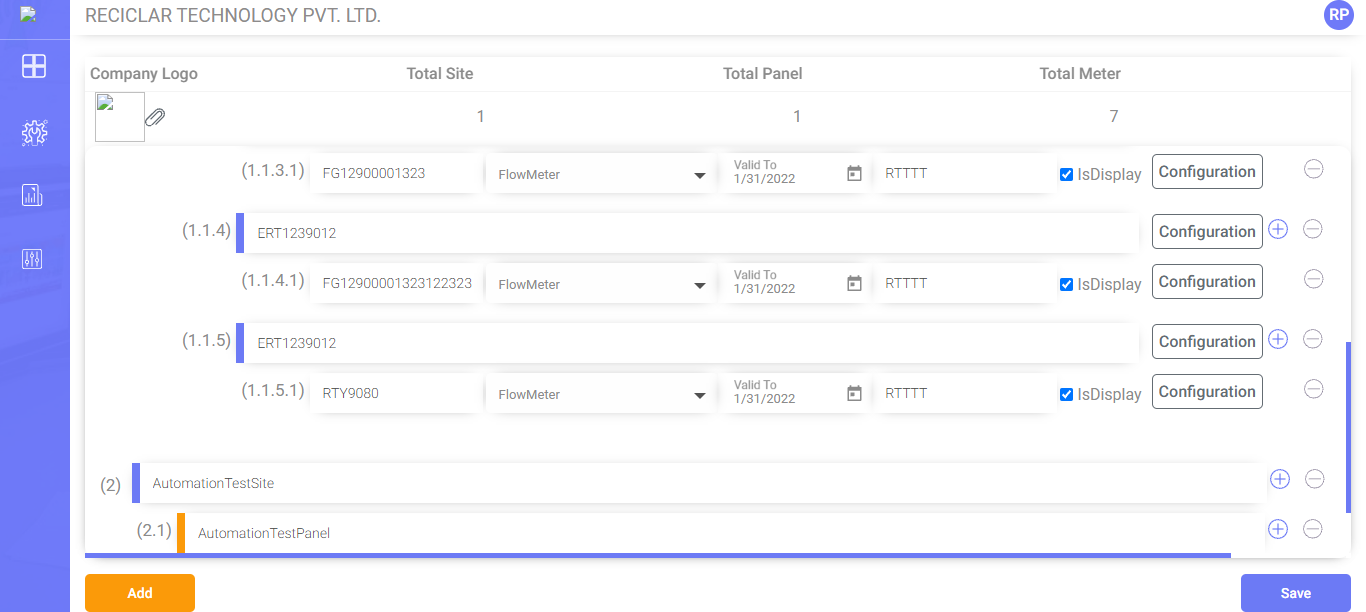 RECICLAR TECHNOLOGY PVT. LTD.
RP
Company Logo Total Site Total Panel Total Meter
1 1 7
(1.1.3.1) FG12900001323 FlowMeter Valid To 1/31/2022 RTTTT IsDisplay Configuration
(1.1.4) ERT1239012 Configuration
(1.1.4.1) FG12900001323122323 FlowMeter Valid To 1/31/2022 RTTTT IsDisplay Configuration
(1.1.5) ERT1239012 Configuration
(1.1.5.1) RTY9080 FlowMeter Valid To 1/31/2022 RTTTT IsDisplay Configuration
(2) AutomationTestSite
(2.1) AutomationTestPanel
Add Save